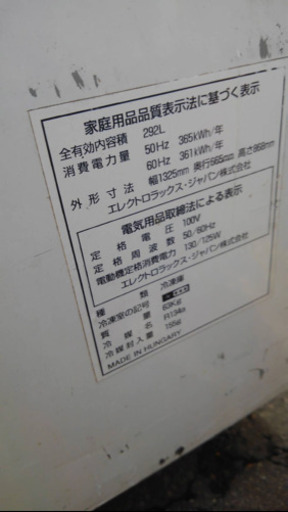 家庭用品品質表示法に基づく表示
全有効内容積 292L
消費電力量 50Hz 365kWh/年
60Hz 361kWh/年
外形寸法 幅1325mm 奥行665mm 高さ868mm
エレクトロラックス・ジャパン株式会社
電気用品取締法による表示
定格電圧 100V
定格周波数 50/60Hz
電動機定格消費電力 130/125W
エレクトロラックス・ジャパン株式会社
種類 冷凍庫
冷凍室の記号
質量 63Kg
冷媒名 R134a
冷媒封入量 155g
MADE IN HUNGARY